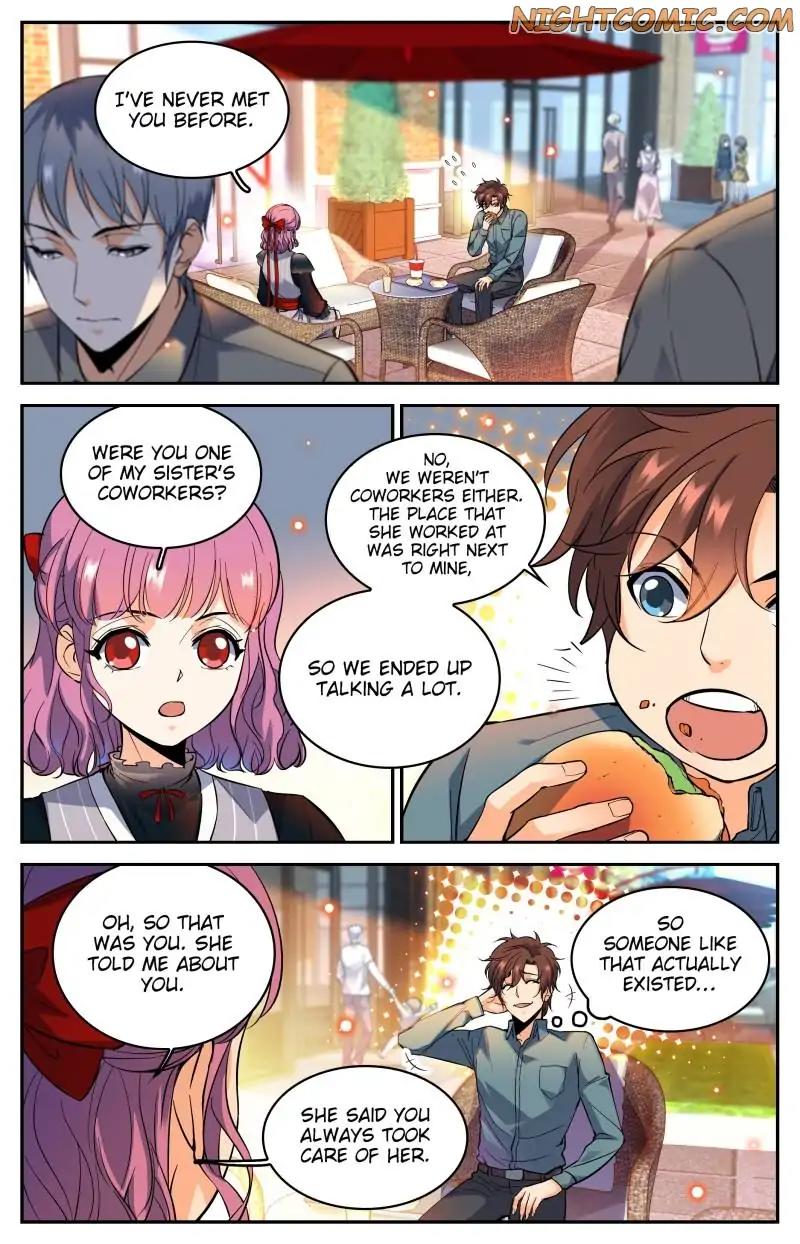 NIGHTCOMIC.COM
I'VE NEVER MET
YOU BEFORE.
WERE YOU ONE
OF MY SISTER'S
COWORKERS?
NO,
WE WEREN'T
COWORKERS EITHER.
THE PLACE THAT
SHE WORKED AT
WAS RIGHT NEXT
TO MINE,
SO WE ENDED UP
TALKING A LOT.
OH, SO THAT
WAS YOU. SHE
TOLD ME ABOUT
YOU.
SO
SOMEONE LIKE
THAT ACTUALLY
EXISTED...
SHE SAID YOU
ALWAYS TOOK
CARE OF HER.